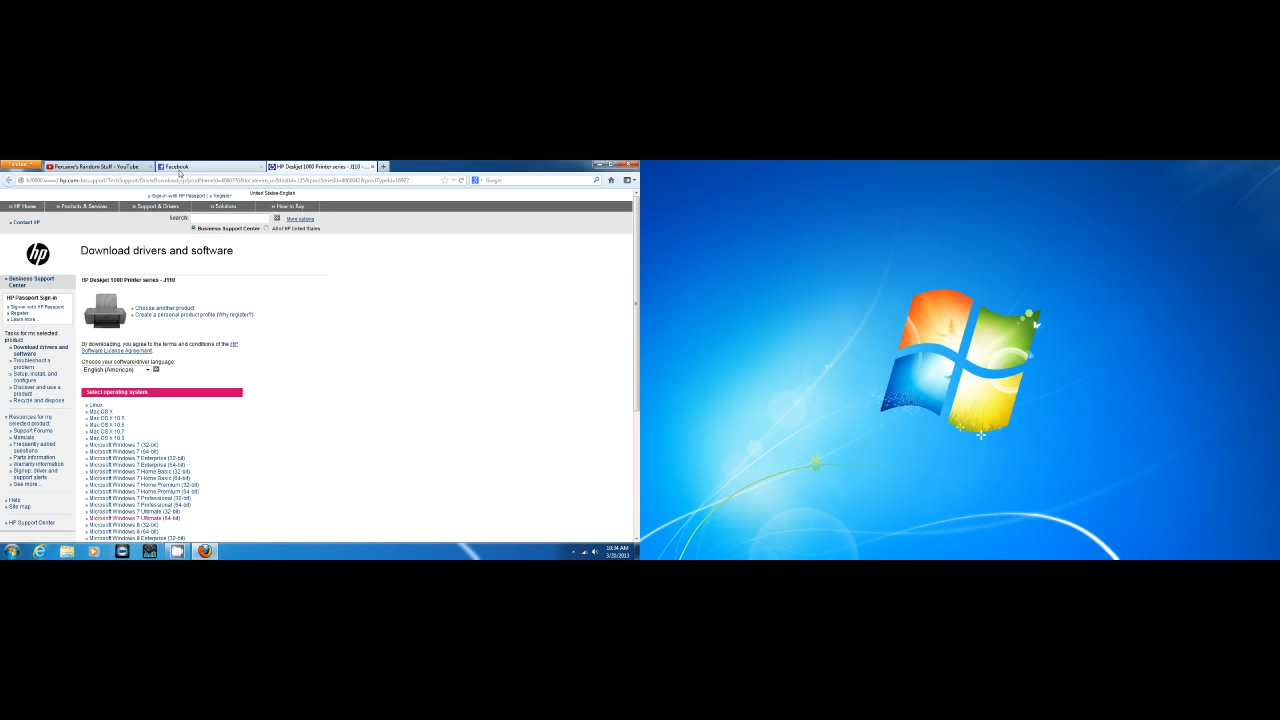 Firefox
Percaine's Random Stuff - YouTube
Facebook
HP Deskjet 1000 Printer series - J110 - ...
Google
» Sign-in with HP Passport | » Register
United States-English
» HP Home
» Products & Services
» Support & Drivers
» Solutions
» How to Buy
» Contact HP
Search:
More options
Business Support Center
All of HP United States
hp
Download drivers and software
» Business Support
Center
HP Passport Sign-in
» Sign-in with HP Passport
» Register
» Learn more...
Tasks for my selected
product
» Download drivers and
software
» Troubleshoot a
problem
» Setup, install, and
configure
» Discover and use a
product
» Recycle and dispose
» Resources for my
selected product
» Support Forums
» Manuals
» Frequently asked
questions
» Parts information
» Warranty information
» Signup: driver and
support alerts
» See more...
» Help
» Site map
» HP Support Center
HP Deskjet 1000 Printer series - J110
» Choose another product
» Create a personal product profile (Why register?)
By downloading, you agree to the terms and conditions of the HP
Software License Agreement.
Choose your software/driver language:
English (American)
Select operating system
» Linux
» Mac OS X
» Mac OS X 10.5
» Mac OS X 10.6
» Mac OS X 10.7
» Mac OS X 10.8
» Microsoft Windows 7 (32-bit)
» Microsoft Windows 7 (64-bit)
» Microsoft Windows 7 Enterprise (32-bit)
» Microsoft Windows 7 Enterprise (64-bit)
» Microsoft Windows 7 Home Basic (32-bit)
» Microsoft Windows 7 Home Basic (64-bit)
» Microsoft Windows 7 Home Premium (32-bit)
» Microsoft Windows 7 Home Premium (64-bit)
» Microsoft Windows 7 Professional (32-bit)
» Microsoft Windows 7 Professional (64-bit)
» Microsoft Windows 7 Ultimate (32-bit)
» Microsoft Windows 7 Ultimate (64-bit)
» Microsoft Windows 8 (32-bit)
» Microsoft Windows 8 (64-bit)
» Microsoft Windows 8 Enterprise (32-bit)
10:34 AM
3/20/2013